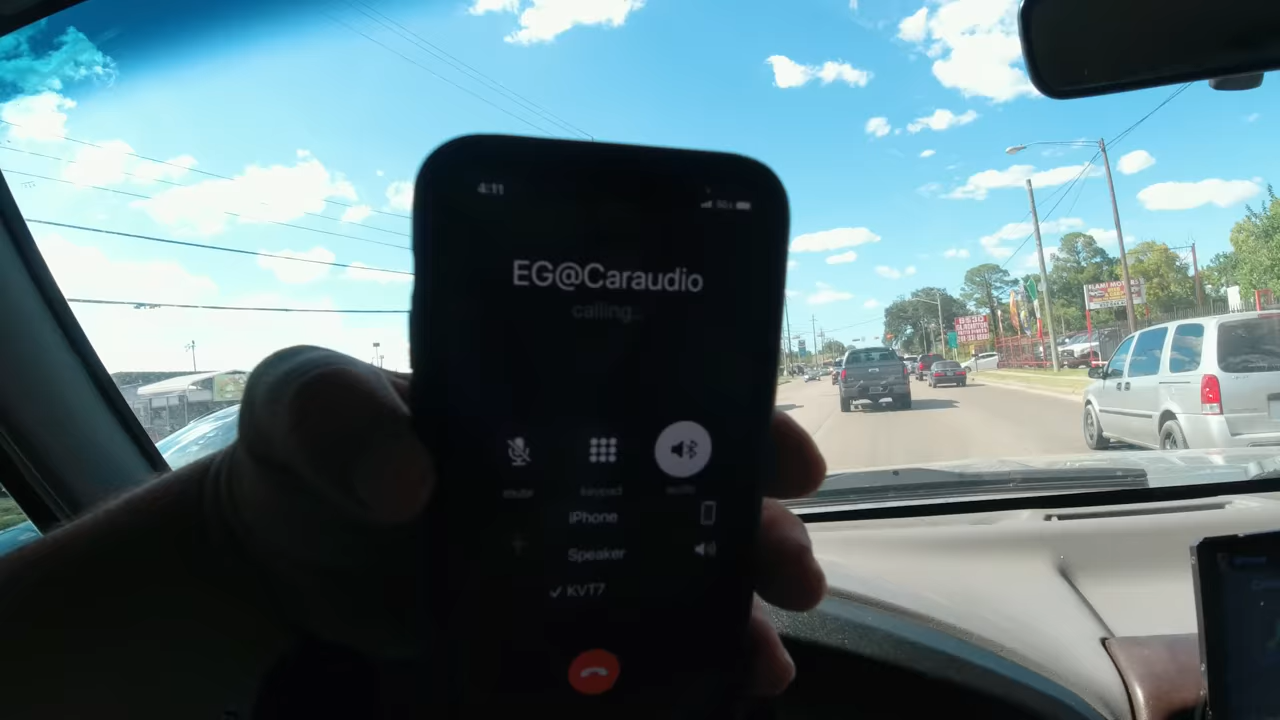 4:11
EG@Caraudio
calling..
mute
keypad
audio
iPhone
Speaker
✓ KVT7